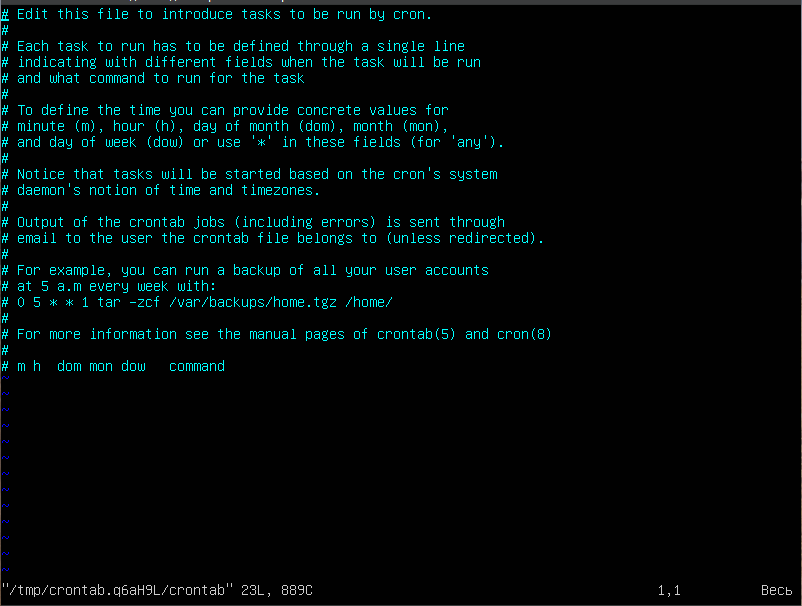 # Edit this file to introduce tasks to be run by cron.
#
# Each task to run has to be defined through a single line
# indicating with different fields when the task will be run
# and what command to run for the task
#
# To define the time you can provide concrete values for
# minute (m), hour (h), day of month (dom), month (mon),
# and day of week (dow) or use '*' in these fields (for 'any').
#
# Notice that tasks will be started based on the cron's system
# daemon's notion of time and timezones.
#
# Output of the crontab jobs (including errors) is sent through
# email to the user the crontab file belongs to (unless redirected).
#
# For example, you can run a backup of all your user accounts
# at 5 a.m every week with:
# 0 5 * * 1 tar -zcf /var/backups/home.tgz /home/
#
# For more information see the manual pages of crontab(5) and cron(8)
#
# m h  dom mon dow   command
~
~
~
~
~
~
~
~
~
~
~
~
~
"/tmp/crontab.q6aH9L/crontab" 23L, 889C 1,1 Весь